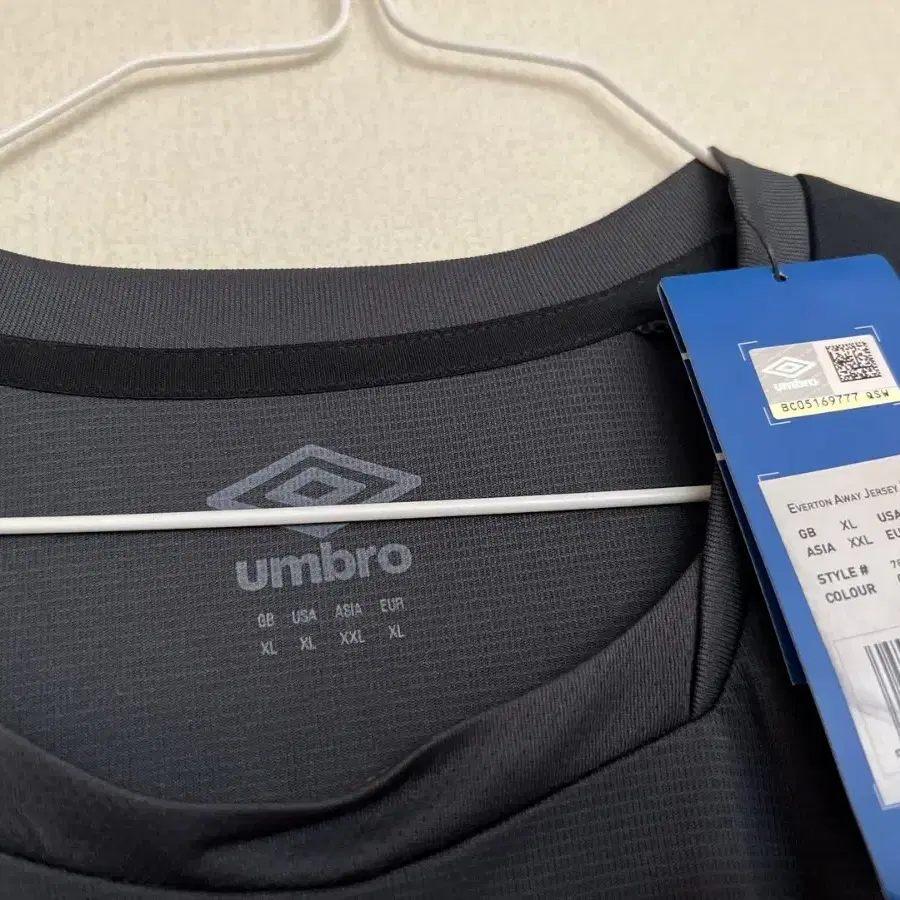 umbro
GB USA ASIA EUR
XL XL XXL XL
umbro
BC05169777 QSW
EVERTON AWAY JERSEY
GB XL USA
ASIA XXL
STYLE #
COLOUR